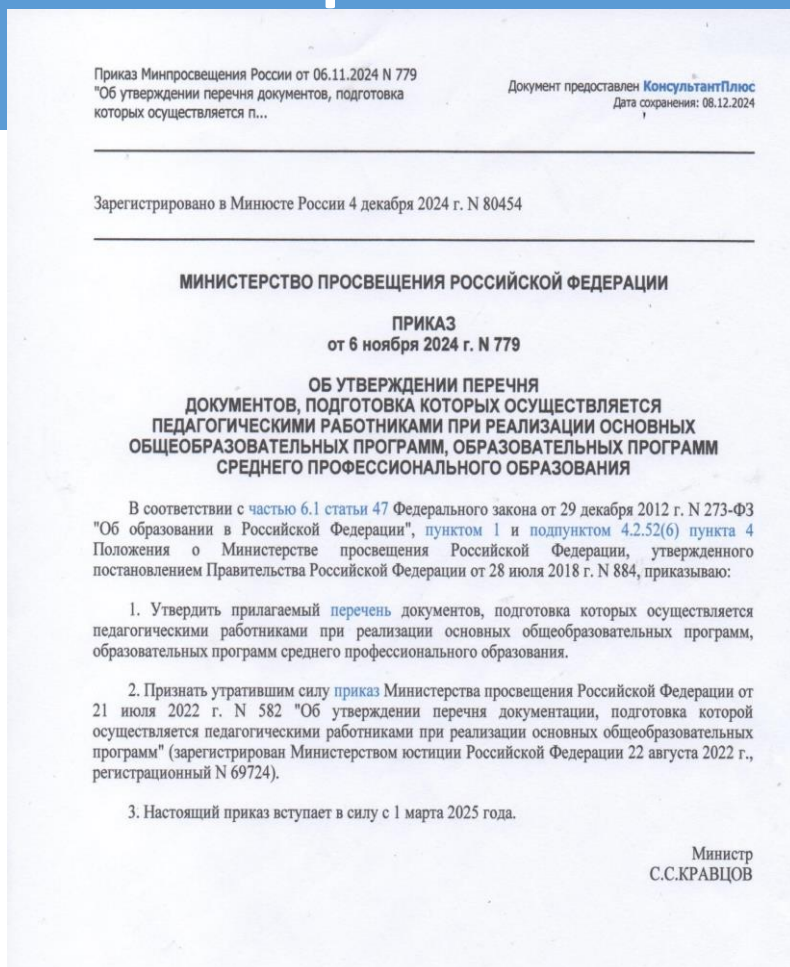 Приказ Минпросвещения России от 06.11.2024 N 779
"Об утверждении перечня документов, подготовка
которых осуществляется п...
Документ предоставлен КонсультантПлюс
Дата сохранения: 08.12.2024
Зарегистрировано в Минюсте России 4 декабря 2024 г. N 80454
МИНИСТЕРСТВО ПРОСВЕЩЕНИЯ РОССИЙСКОЙ ФЕДЕРАЦИИ
ПРИКАЗ
от 6 ноября 2024 г. N 779
ОБ УТВЕРЖДЕНИИ ПЕРЕЧНЯ
ДОКУМЕНТОВ, ПОДГОТОВКА КОТОРЫХ ОСУЩЕСТВЛЯЕТСЯ
ПЕДАГОГИЧЕСКИМИ РАБОТНИКАМИ ПРИ РЕАЛИЗАЦИИ ОСНОВНЫХ
ОБЩЕОБРАЗОВАТЕЛЬНЫХ ПРОГРАММ, ОБРАЗОВАТЕЛЬНЫХ ПРОГРАММ
СРЕДНЕГО ПРОФЕССИОНАЛЬНОГО ОБРАЗОВАНИЯ
В соответствии с частью 6.1 статьи 47 Федерального закона от 29 декабря 2012 г. N 273-ФЗ
"Об образовании в Российской Федерации", пунктом 1 и подпунктом 4.2.52(6) пункта 4
Положения о Министерстве просвещения Российской Федерации, утвержденного
постановлением Правительства Российской Федерации от 28 июля 2018 г. N 884, приказываю:
1. Утвердить прилагаемый перечень документов, подготовка которых осуществляется
педагогическими работниками при реализации основных общеобразовательных программ,
образовательных программ среднего профессионального образования.
2. Признать утратившим силу приказ Министерства просвещения Российской Федерации от
21 июля 2022 г. N 582 "Об утверждении перечня документации, подготовка которой
осуществляется педагогическими работниками при реализации основных общеобразовательных
программ" (зарегистрирован Министерством юстиции Российской Федерации 22 августа 2022 г.,
регистрационный N 69724).
3. Настоящий приказ вступает в силу с 1 марта 2025 года.
Министр
С.С.КРАВЦОВ